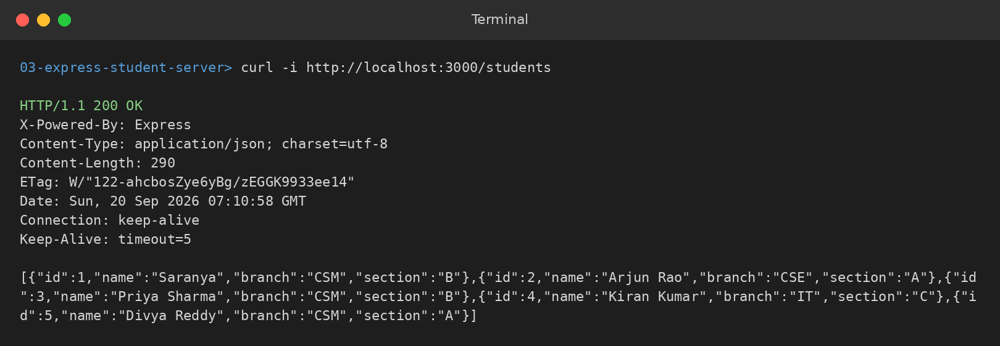 Terminal
03-express-student-server> curl -i http://localhost:3000/students
HTTP/1.1 200 OK
X-Powered-By: Express
Content-Type: application/json; charset=utf-8
Content-Length: 290
ETag: W/"122-ahcbosZye6yBg/zEGGK9933ee14"
Date: Sun, 20 Sep 2026 07:10:58 GMT
Connection: keep-alive
Keep-Alive: timeout=5
[{"id":1,"name":"Saranya","branch":"CSM","section":"B"},{"id":2,"name":"Arjun Rao","branch":"CSE","section":"A"},{"id
":3,"name":"Priya Sharma","branch":"CSM","section":"B"},{"id":4,"name":"Kiran Kumar","branch":"IT","section":"C"},{"i
d":5,"name":"Divya Reddy","branch":"CSM","section":"A"}]